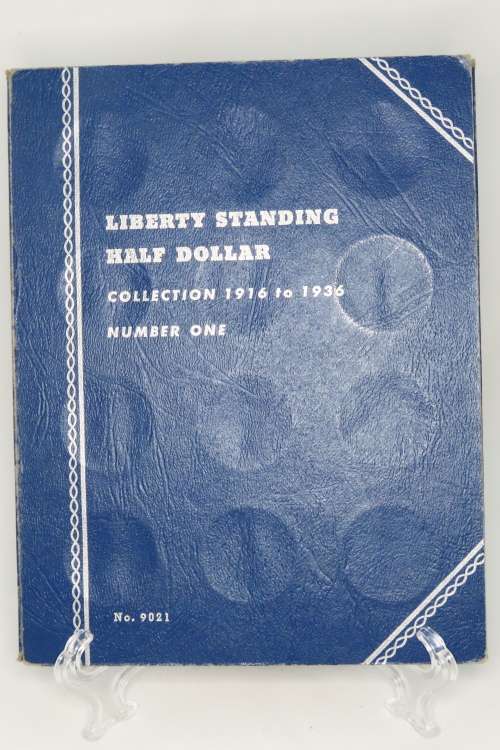 LIBERTY STANDING
HALF DOLLAR
COLLECTION 1916 to 1936
NUMBER ONE
No. 9021